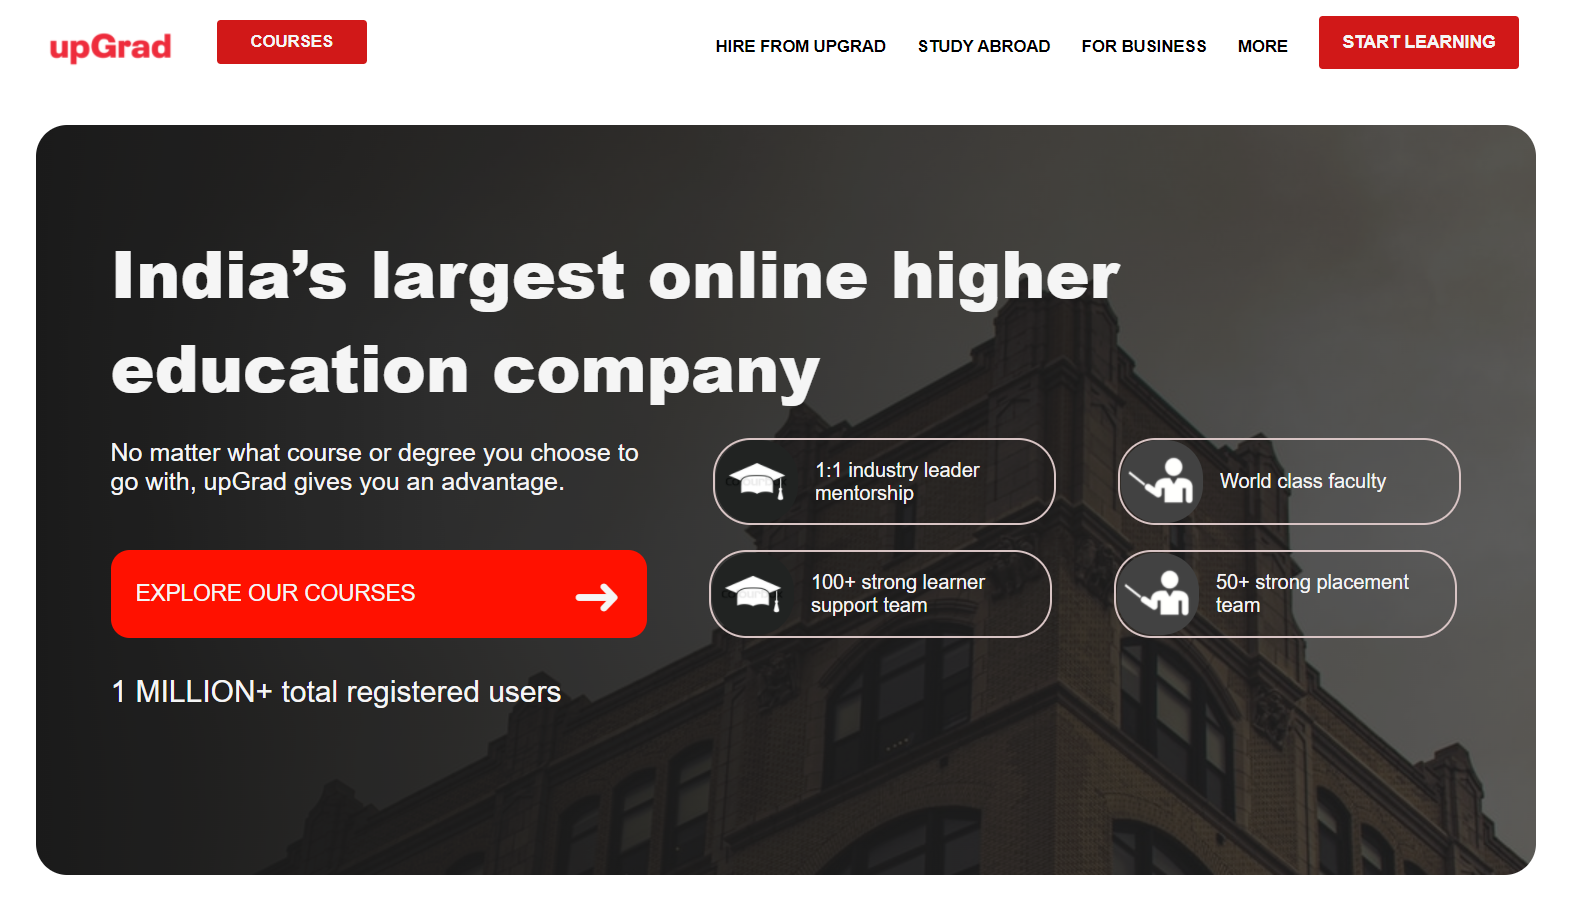 upGrad
COURSES
HIRE FROM UPGRAD
STUDY ABROAD
FOR BUSINESS
MORE
START LEARNING
India’s largest online higher
education company
No matter what course or degree you choose to
go with, upGrad gives you an advantage.
1:1 industry leader
mentorship
World class faculty
EXPLORE OUR COURSES
100+ strong learner
support team
50+ strong placement
team
1 MILLION+ total registered users